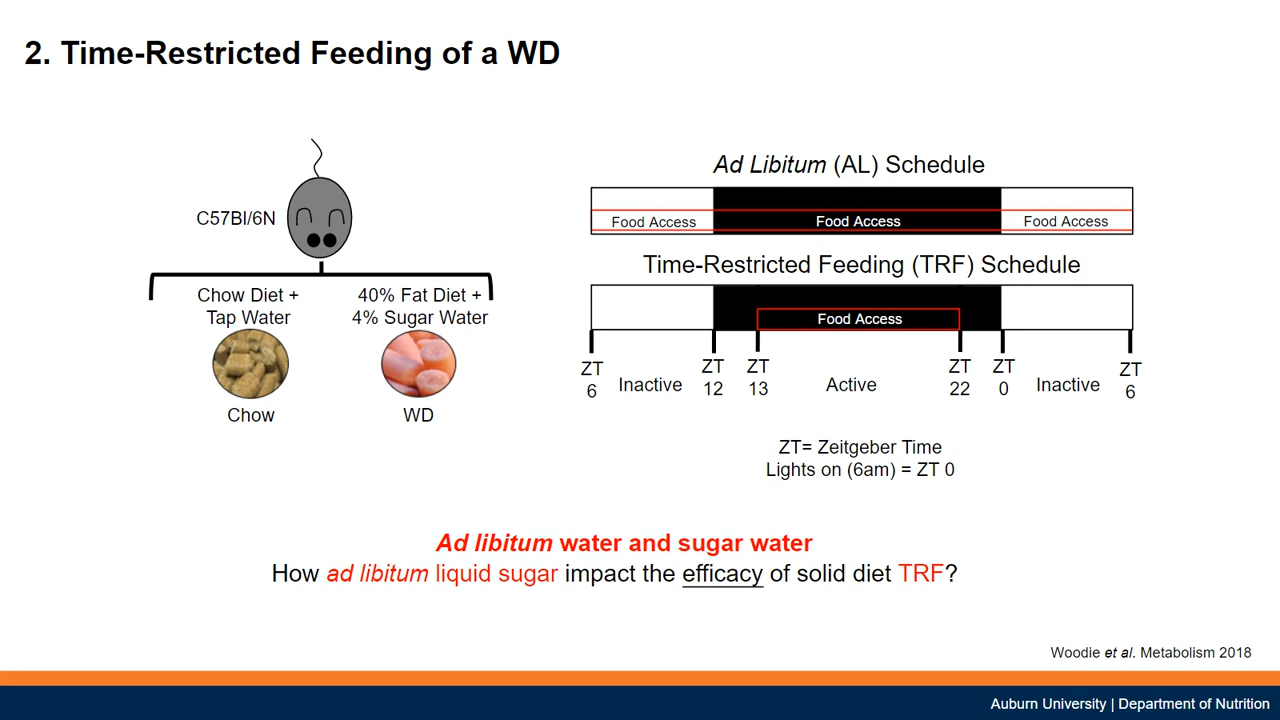 2. Time-Restricted Feeding of a WD
C57Bl/6N
Chow Diet +
Tap Water
40% Fat Diet +
4% Sugar Water
Chow
WD
Ad Libitum (AL) Schedule
Food Access
Food Access
Food Access
Time-Restricted Feeding (TRF) Schedule
Food Access
ZT
6
Inactive
ZT
12
ZT
13
Active
ZT
22
ZT
0
Inactive
ZT
6
ZT= Zeitgeber Time
Lights on (6am) = ZT 0
Ad libitum water and sugar water
How ad libitum liquid sugar impact the efficacy of solid diet TRF?
Woodie et al. Metabolism 2018
Auburn University | Department of Nutrition